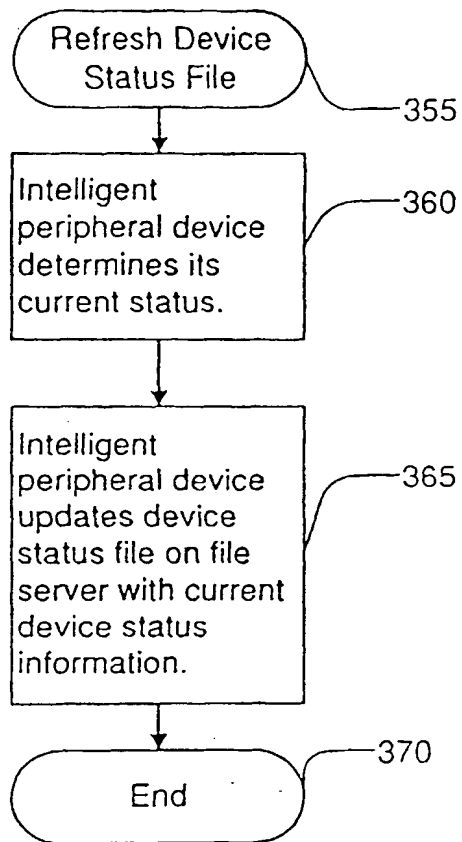 Refresh Device
Status File
355
Intelligent
peripheral device
determines its
current status.
360
Intelligent
peripheral device
updates device
status file on file
server with current
device status
information.
365
370
End